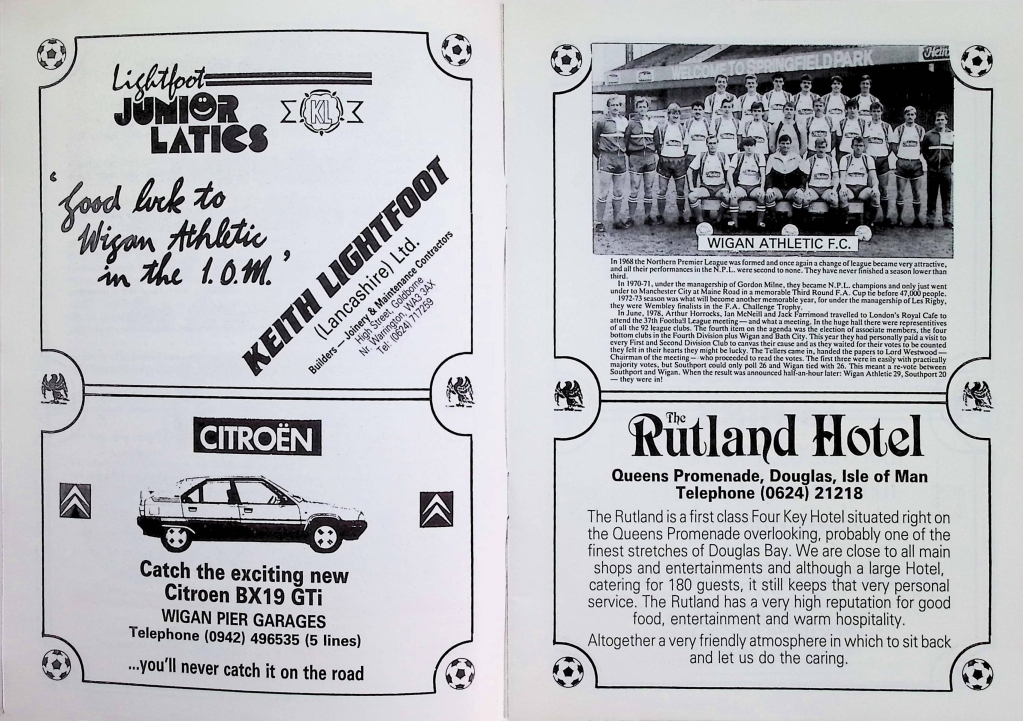 Lightfoot
JUNIOR
LATICS
KL
'Good luck to
Wigan Athletic
in the I.O.M.'
KEITH LIGHTFOOT
(Lancashire) Ltd.
Builders — Joinery & Maintenance Contractors
High Street, Golborne
Nr. Warrington, WA3 3AX
Tel: (0624) 717259
CITROËN
Catch the exciting new
Citroen BX19 GTi
WIGAN PIER GARAGES
Telephone (0942) 496535 (5 lines)
...you'll never catch it on the road
WELCOME TO SPRINGFIELD PARK
Heinz
WIGAN ATHLETIC F.C.
In 1968 the Northern Premier League was formed and once again a change of league became very attractive,
and all their performances in the N.P.L. were second to none. They have never finished a season lower than
third.
In 1970-71, under the management of Gordon Milne, they became N.P.L. champions and only just went
under to Manchester City at Maine Road in a memorable Third Round F.A. Cup tie before 47,000 people.
1972-73 season was what will become another memorable year, for under the managership of Les Rigby,
they were Wembley finalists in the F.A. Challenge Trophy.
In June, 1978, Arthur Horrocks, Ian McNeill and Jack Farrimond travelled to London's Royal Cafe to
attend the 37th Football League meeting — and what a meeting. In the huge hall there were representitives
of all the 92 league clubs. The fourth item on the agenda was the election of associate members, the four
bottom clubs in the Fourth Division plus Wigan and Bath City. This year they had personally paid a visit to
every First and Second Division Club to canvas their cause and as they waited for their votes to be counted
they felt in their hearts they might be lucky. The Tellers came in, handed the papers to Lord Westwood —
Chairman of the meeting — who proceeded to read the votes. The first three were in easily with practically
majority votes, but Southport could only poll 26 and Wigan tied with 26. This meant a re-vote between
Southport and Wigan. When the result was announced half-an-hour later: Wigan Athletic 29, Southport 20
— they were in!
The
Rutland Hotel
Queens Promenade, Douglas, Isle of Man
Telephone (0624) 21218
The Rutland is a first class Four Key Hotel situated right on
the Queens Promenade overlooking, probably one of the
finest stretches of Douglas Bay. We are close to all main
shops and entertainments and although a large Hotel,
catering for 180 guests, it still keeps that very personal
service. The Rutland has a very high reputation for good
food, entertainment and warm hospitality.
Altogether a very friendly atmosphere in which to sit back
and let us do the caring.